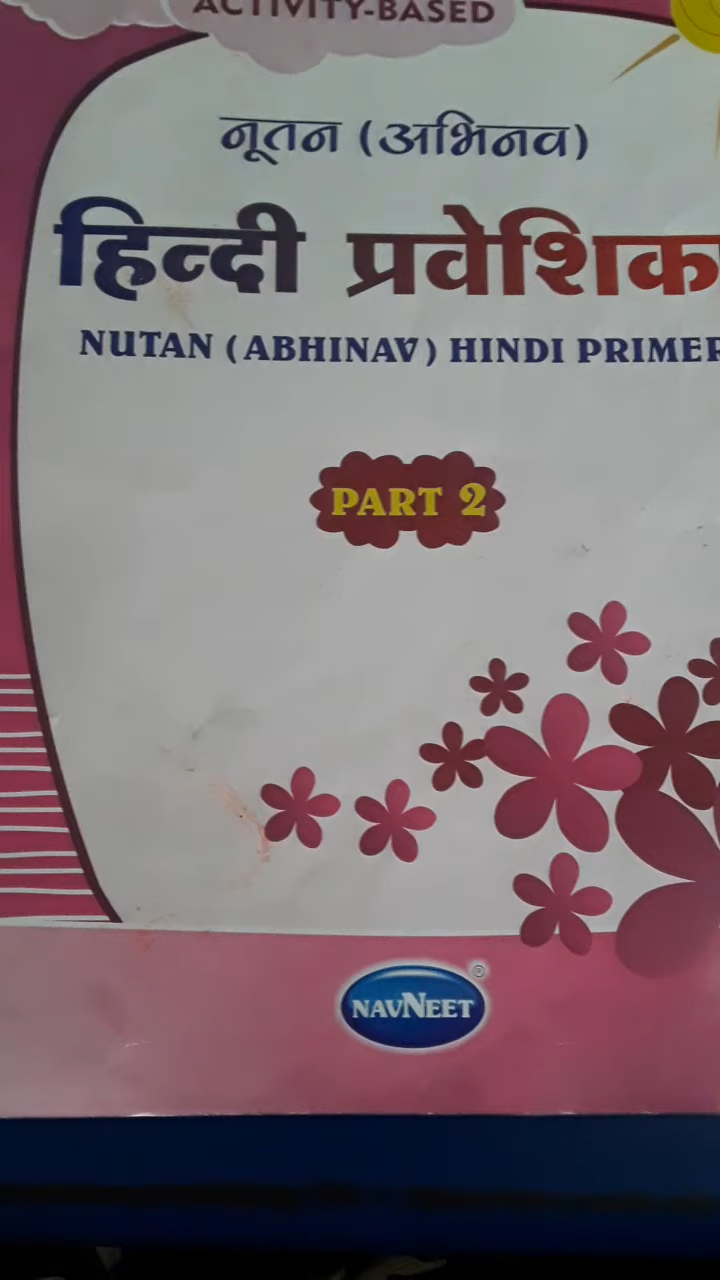 ACTIVITY-BASED
नूतन (अभिनव)
हिन्दी प्रवेशिका
NUTAN (ABHINAV) HINDI PRIMER
PART 2
NAVNEET
®